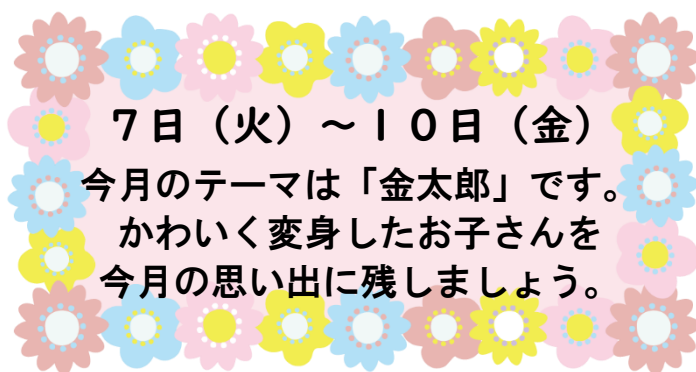 ７日（火）～１０日（金）
今月のテーマは「金太郎」です。
かわいく変身したお子さんを
今月の思い出に残しましょう。